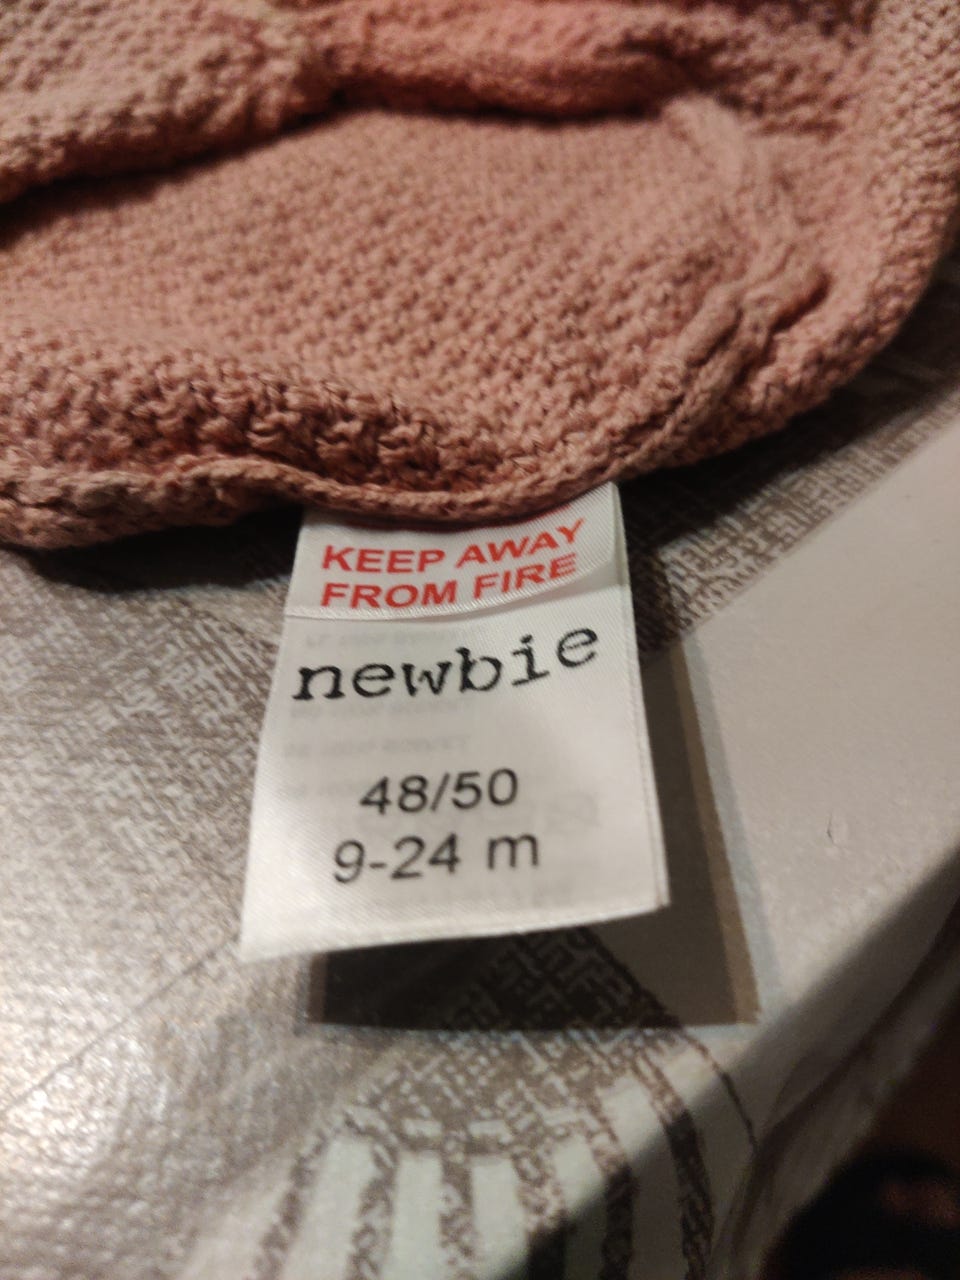 KEEP AWAY
FROM FIRE
newbie
48/50
9-24 m